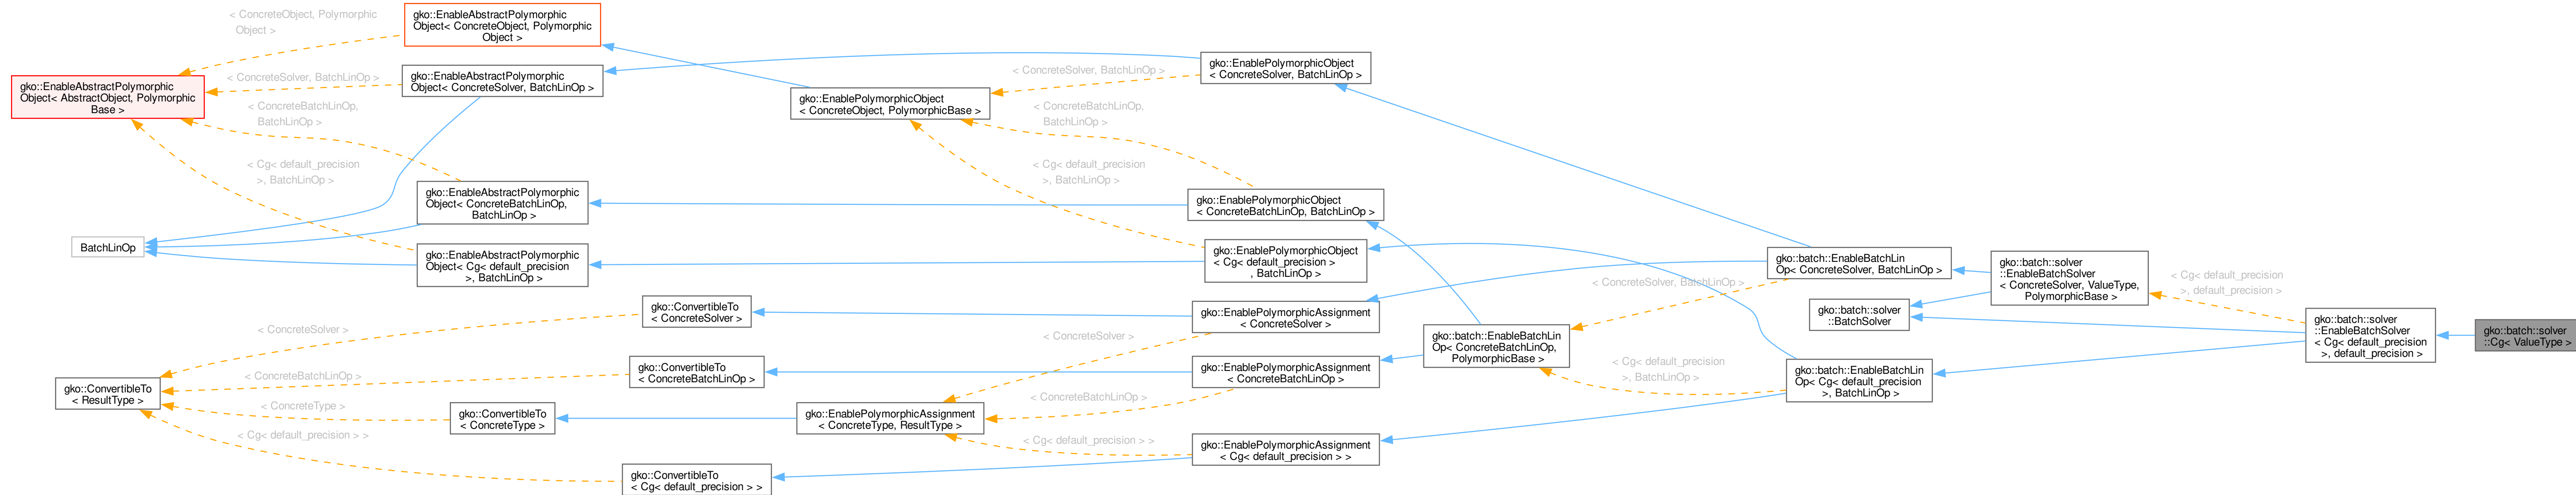 < ConcreteObject, Polymorphic
Object >
gko::EnableAbstractPolymorphic
Object< ConcreteObject, Polymorphic
Object >
gko::EnableAbstractPolymorphic
Object< AbstractObject, Polymorphic
Base >
< ConcreteSolver, BatchLinOp >
gko::EnableAbstractPolymorphic
Object< ConcreteSolver, BatchLinOp >
< ConcreteBatchLinOp,
BatchLinOp >
< Cg< default_precision
>, BatchLinOp >
gko::EnableAbstractPolymorphic
Object< ConcreteBatchLinOp,
BatchLinOp >
BatchLinOp
gko::EnableAbstractPolymorphic
Object< Cg< default_precision
>, BatchLinOp >
gko::EnablePolymorphicObject
< ConcreteObject, PolymorphicBase >
< ConcreteSolver, BatchLinOp >
gko::EnablePolymorphicObject
< ConcreteSolver, BatchLinOp >
< ConcreteBatchLinOp,
BatchLinOp >
< Cg< default_precision
>, BatchLinOp >
gko::EnablePolymorphicObject
< ConcreteBatchLinOp, BatchLinOp >
gko::EnablePolymorphicObject
< Cg< default_precision >
, BatchLinOp >
gko::ConvertibleTo
< ResultType >
< ConcreteSolver >
gko::ConvertibleTo
< ConcreteSolver >
< ConcreteBatchLinOp >
gko::ConvertibleTo
< ConcreteBatchLinOp >
< ConcreteType >
gko::ConvertibleTo
< ConcreteType >
< Cg< default_precision > >
gko::ConvertibleTo
< Cg< default_precision > >
gko::EnablePolymorphicAssignment
< ConcreteType, ResultType >
< ConcreteSolver >
gko::EnablePolymorphicAssignment
< ConcreteSolver >
< ConcreteBatchLinOp >
gko::EnablePolymorphicAssignment
< ConcreteBatchLinOp >
< Cg< default_precision > >
gko::EnablePolymorphicAssignment
< Cg< default_precision > >
gko::batch::EnableBatchLin
Op< ConcreteBatchLinOp,
PolymorphicBase >
< ConcreteSolver, BatchLinOp >
gko::batch::EnableBatchLin
Op< ConcreteSolver, BatchLinOp >
< Cg< default_precision
>, BatchLinOp >
gko::batch::EnableBatchLin
Op< Cg< default_precision
>, BatchLinOp >
gko::batch::solver
::BatchSolver
gko::batch::solver
::EnableBatchSolver
< ConcreteSolver, ValueType,
PolymorphicBase >
< Cg< default_precision
>, default_precision >
gko::batch::solver
::EnableBatchSolver
< Cg< default_precision
>, default_precision >
gko::batch::solver
::Cg< ValueType >